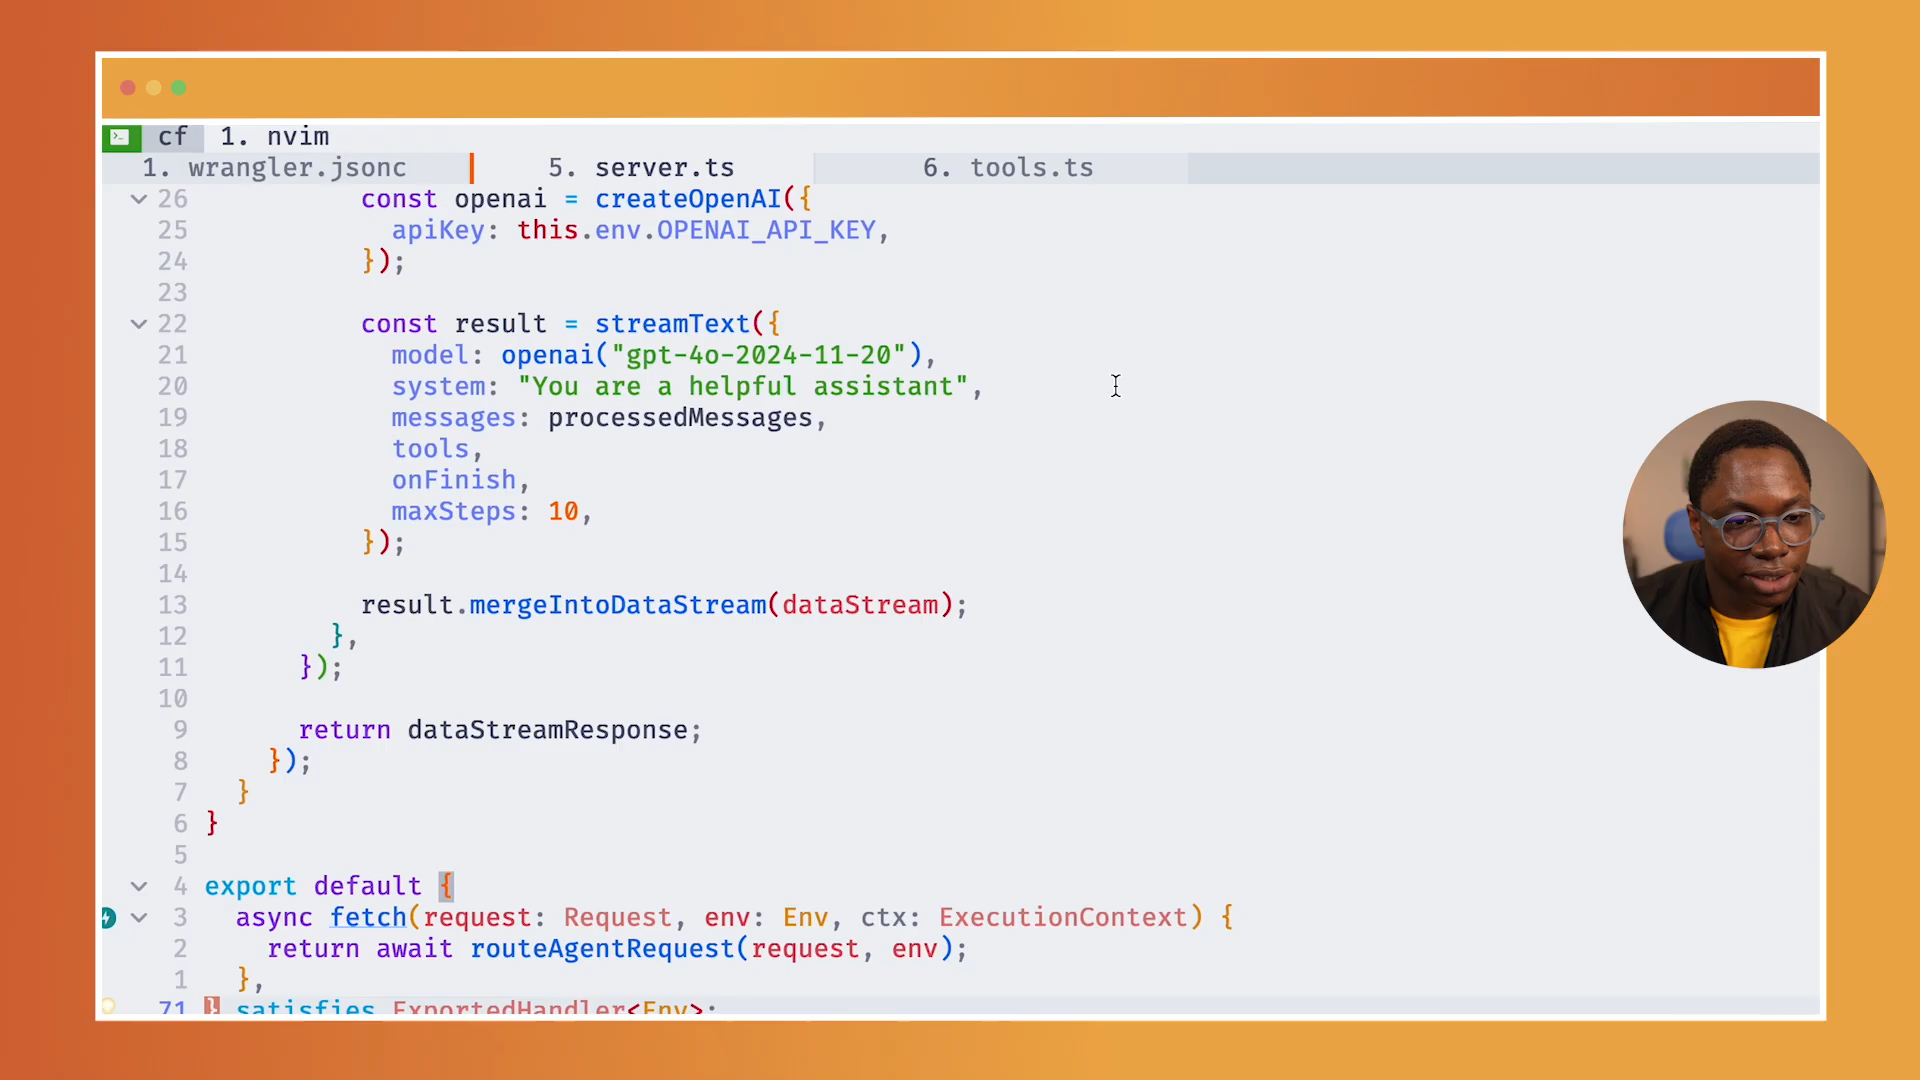 cf 1. nvim
1. wrangler.jsonc 5. server.ts 6. tools.ts
26 const openai = createOpenAI({
25 apiKey: this.env.OPENAI_API_KEY,
24 });
23
22 const result = streamText({
21 model: openai("gpt-4o-2024-11-20"),
20 system: "You are a helpful assistant",
19 messages: processedMessages,
18 tools,
17 onFinish,
16 maxSteps: 10,
15 });
14
13 result.mergeIntoDataStream(dataStream);
12 },
11 });
10
9 return dataStreamResponse;
8 });
7 }
6 }
5
4 export default {
3 async fetch(request: Request, env: Env, ctx: ExecutionContext) {
2 return await routeAgentRequest(request, env);
1 },
71 } satisfies ExportedHandler<Env>;